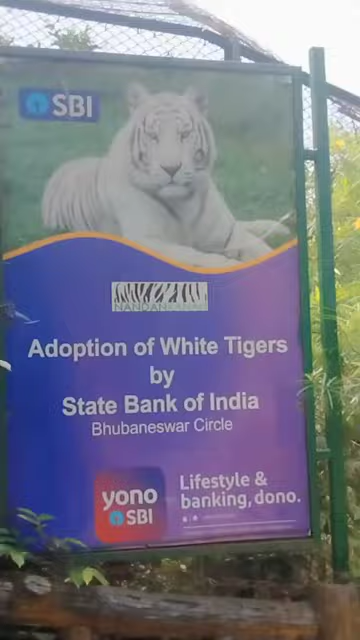 SBI
NANDANKANAN
Adoption of White Tigers
by
State Bank of India
Bhubaneswar Circle
yono
SBI
Lifestyle &
banking, dono.